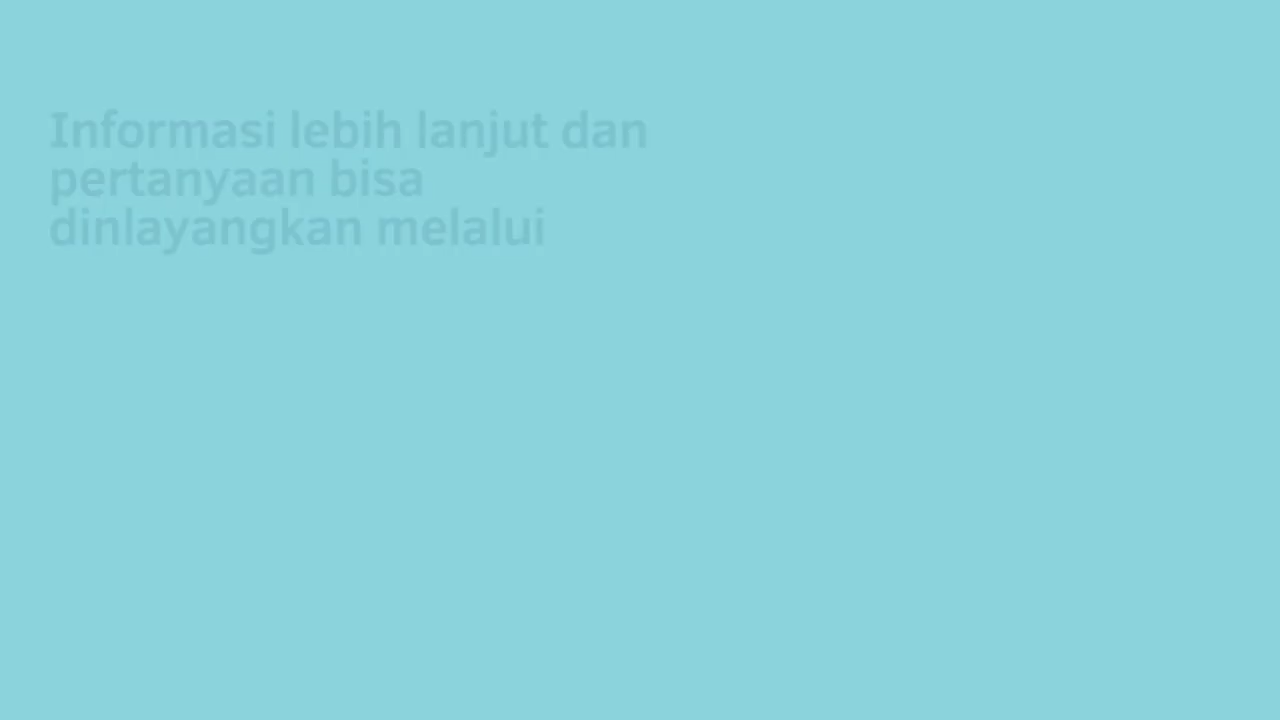 Informasi lebih lanjut dan
pertanyaan bisa
dinlayangkan melalui